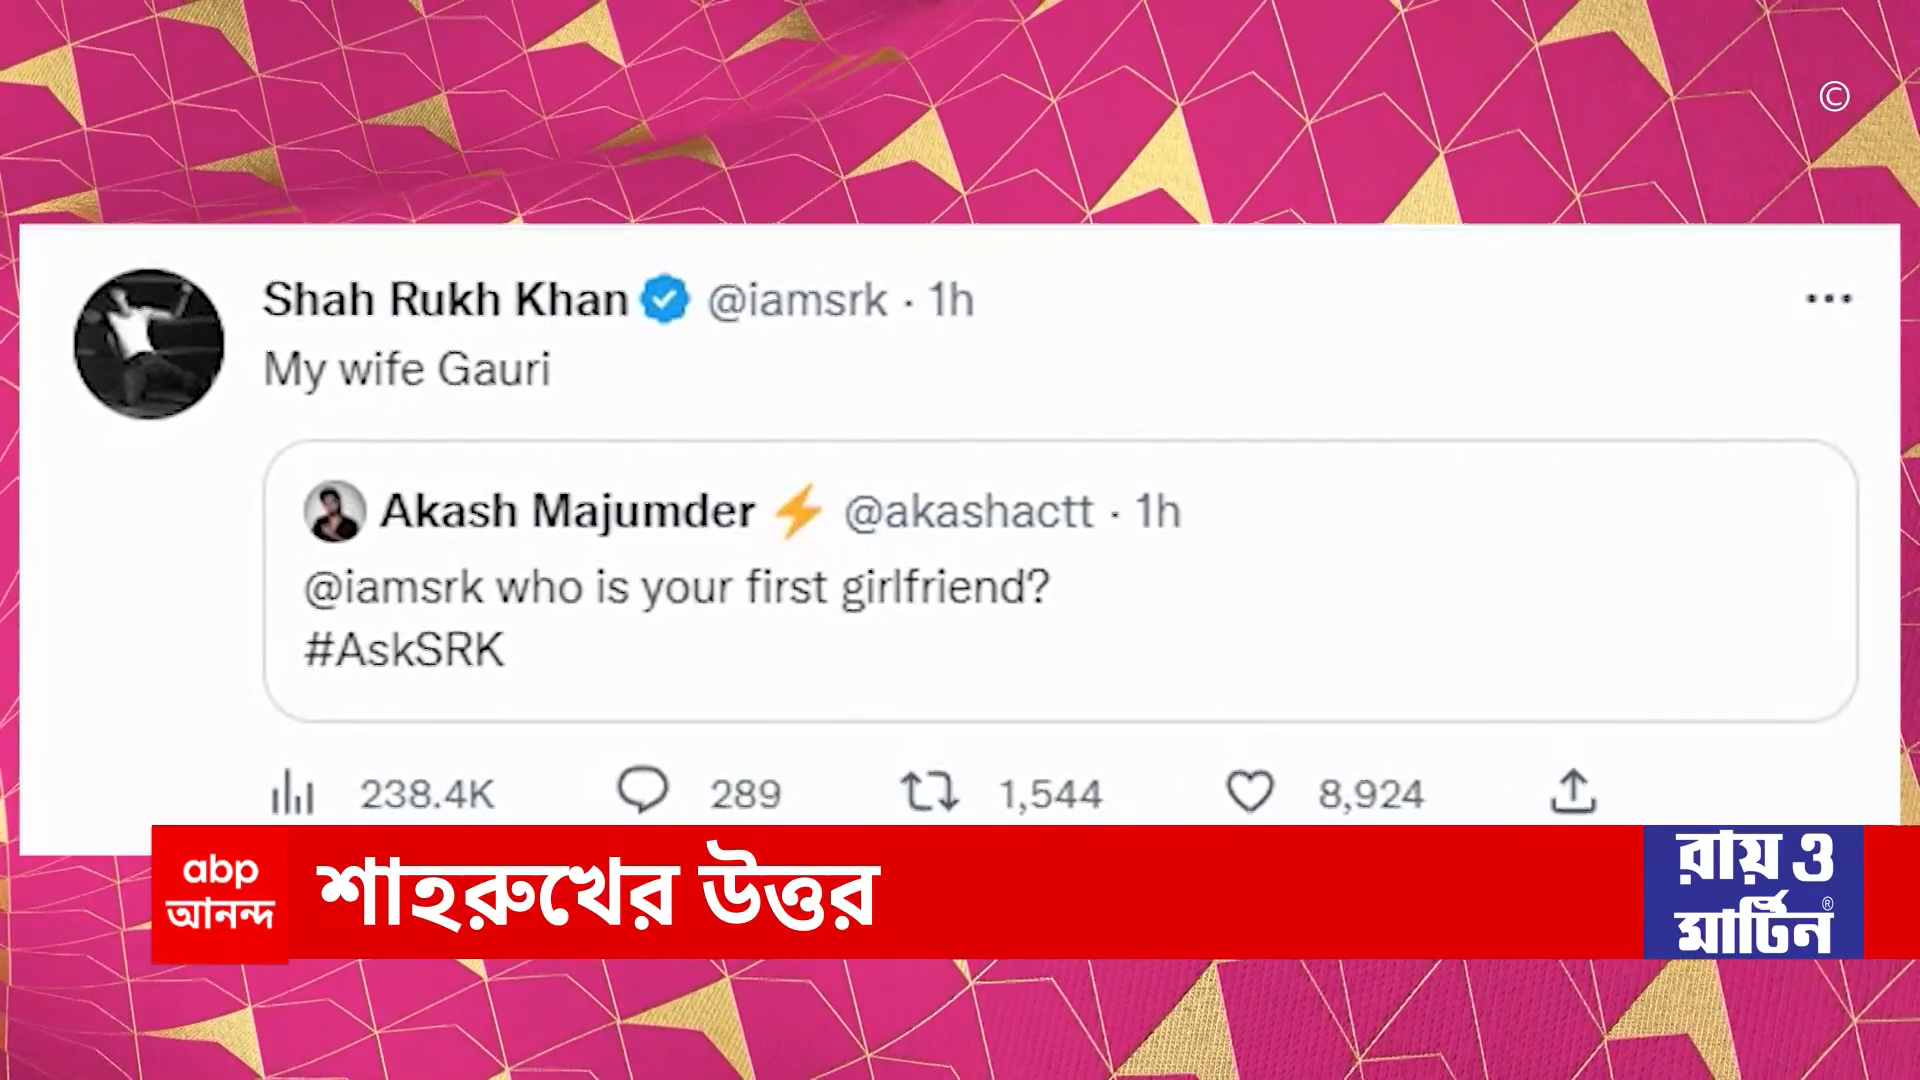 ©
Shah Rukh Khan @iamsrk · 1h
My wife Gauri
Akash Majumder ⚡ @akashactt · 1h
@iamsrk who is your first girlfriend?
#AskSRK
238.4K 289 1,544 8,924
abp
আনন্দ
শাহরুখের উত্তর
রায় ও
মার্টিন®